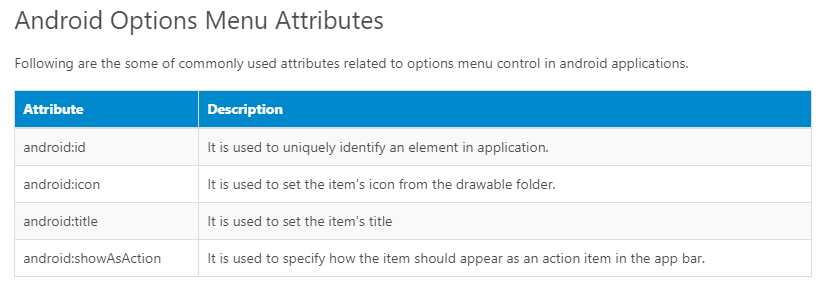 Android Options Menu Attributes
Following are the some of commonly used attributes related to options menu control in android applications.
Attribute Description
android:id It is used to uniquely identify an element in application.
android:icon It is used to set the item's icon from the drawable folder.
android:title It is used to set the item's title
android:showAsAction It is used to specify how the item should appear as an action item in the app bar.